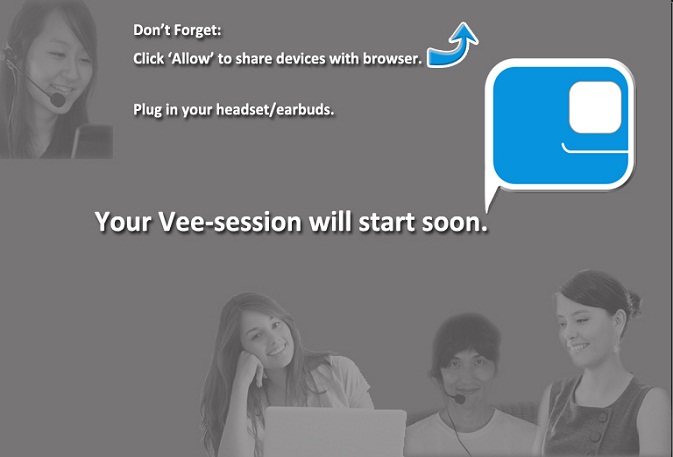 Don't Forget:
Click ‘Allow’ to share devices with browser.
Plug in your headset/earbuds.
Your Vee-session will start soon.